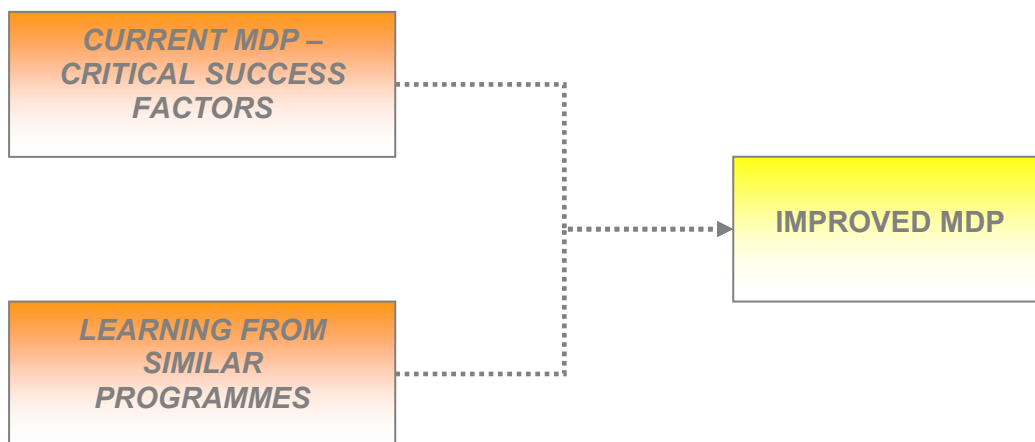 CURRENT MDP –
CRITICAL SUCCESS
FACTORS
IMPROVED MDP
LEARNING FROM
SIMILAR
PROGRAMMES